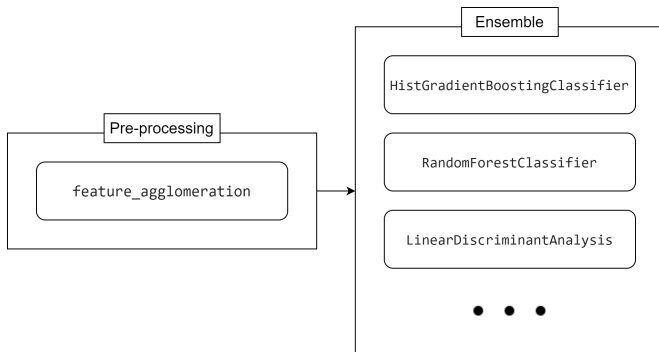 Ensemble
HistGradientBoostingClassifier
Pre-processing
RandomForestClassifier
feature_agglomeration
LinearDiscriminantAnalysis